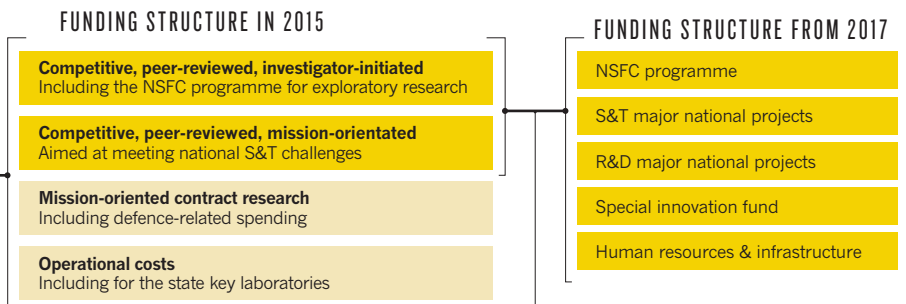 FUNDING STRUCTURE IN 2015
Competitive, peer-reviewed, investigator-initiated
Including the NSFC programme for exploratory research
Competitive, peer-reviewed, mission-orientated
Aimed at meeting national S&T challenges
Mission-oriented contract research
Including defence-related spending
Operational costs
Including for the state key laboratories
FUNDING STRUCTURE FROM 2017
NSFC programme
S&T major national projects
R&D major national projects
Special innovation fund
Human resources & infrastructure